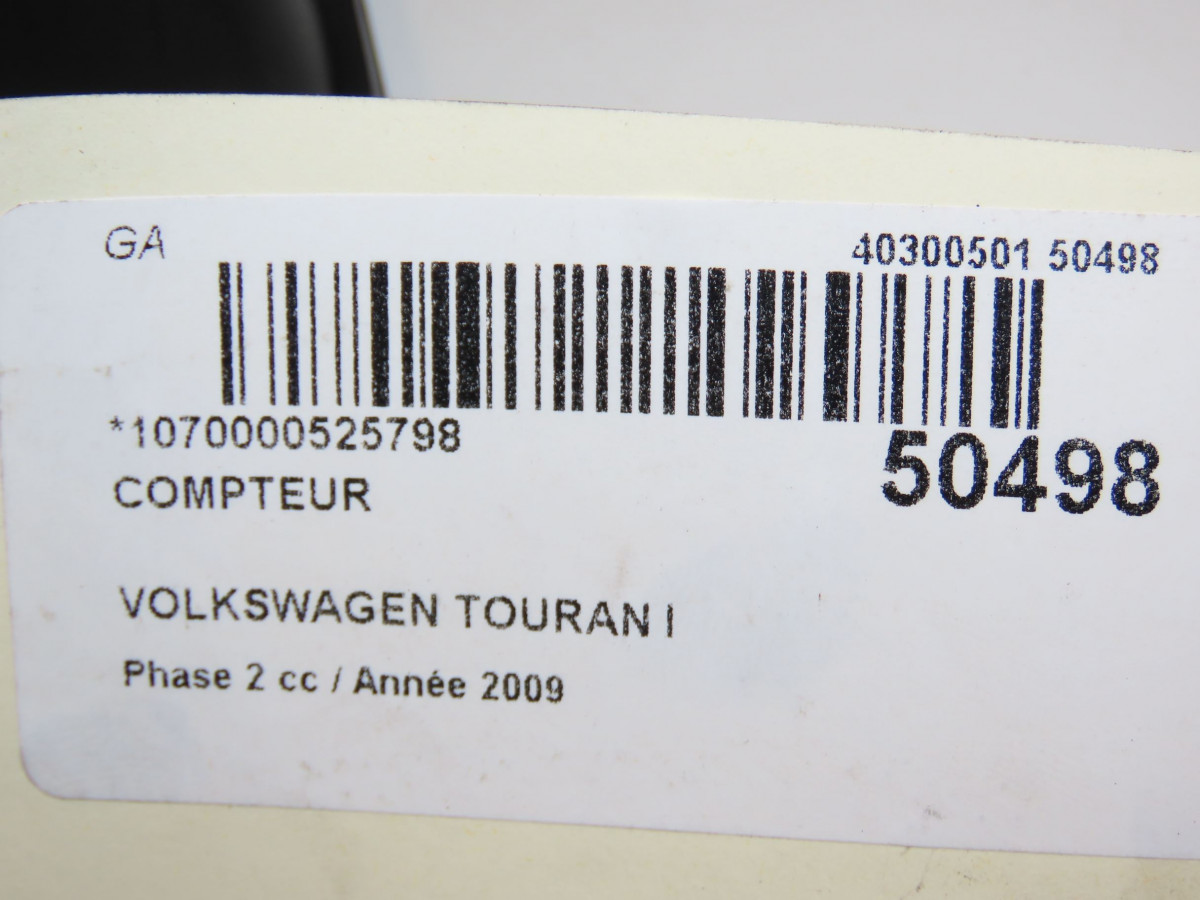 GA
40300501 50498
*1070000525798
50498
COMPTEUR
VOLKSWAGEN TOURAN I
Phase 2 cc / Année 2009